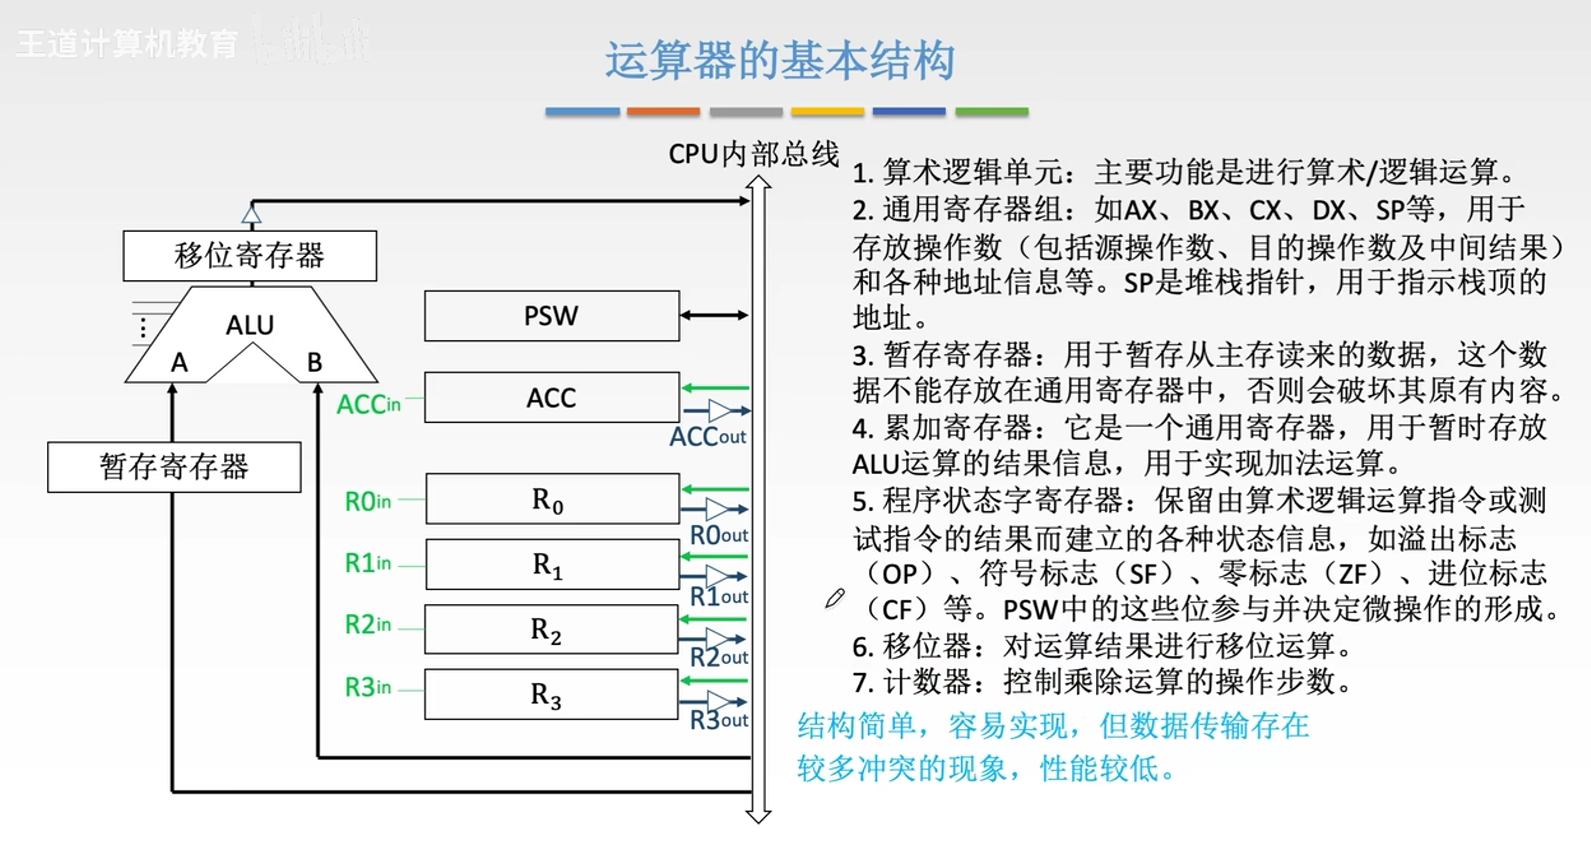 王道计算机教育
运算器的基本结构
CPU内部总线
移位寄存器
ALU
A
B
暂存寄存器
PSW
ACCin
ACC
ACCout
R0in
R₀
R0out
R1in
R₁
R1out
R2in
R₂
R2out
R3in
R₃
R3out
1. 算术逻辑单元：主要功能是进行算术/逻辑运算。
2. 通用寄存器组：如AX、BX、CX、DX、SP等，用于
存放操作数（包括源操作数、目的操作数及中间结果）
和各种地址信息等。SP是堆栈指针，用于指示栈顶的
地址。
3. 暂存寄存器：用于暂存从主存读来的数据，这个数
据不能存放在通用寄存器中，否则会破坏其原有内容。
4. 累加寄存器：它是一个通用寄存器，用于暂时存放
ALU运算的结果信息，用于实现加法运算。
5. 程序状态字寄存器：保留由算术逻辑运算指令或测
试指令的结果而建立的各种状态信息，如溢出标志
（OP）、符号标志（SF）、零标志（ZF）、进位标志
（CF）等。PSW中的这些位参与并决定微操作的形成。
6. 移位器：对运算结果进行移位运算。
7. 计数器：控制乘除运算的操作步数。
结构简单，容易实现，但数据传输存在
较多冲突的现象，性能较低。